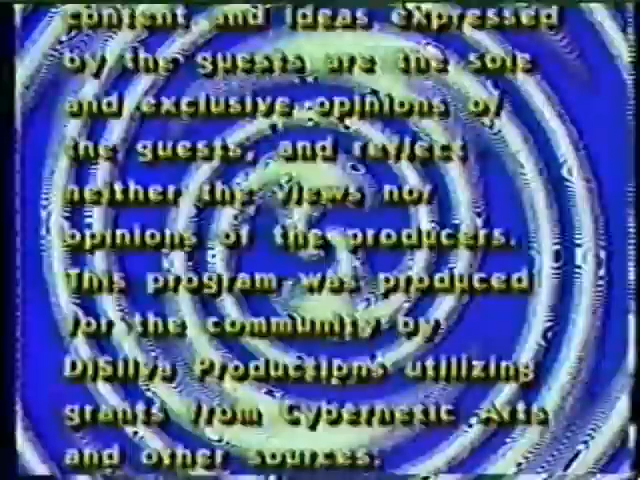 content and ideas expressed
by the guests are the sole
and exclusive opinions of
the guests, and reflect
neither the views nor
opinions of the producers.
This program was produced
for the community by
DiSilva Productions utilizing
grants from Cybernetic Arts
and other sources.